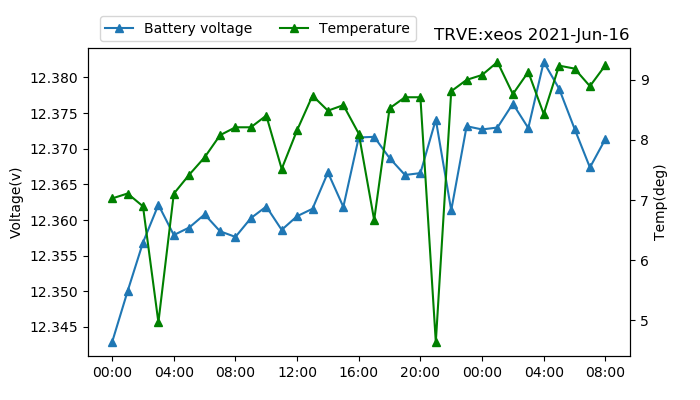 Battery voltage Temperature
TRVE:xeos 2021-Jun-16
12.380
12.375
12.370
12.365
12.360
12.355
12.350
12.345
Voltage(v)
9
8
7
6
5
Temp(deg)
00:00 04:00 08:00 12:00 16:00 20:00 00:00 04:00 08:00